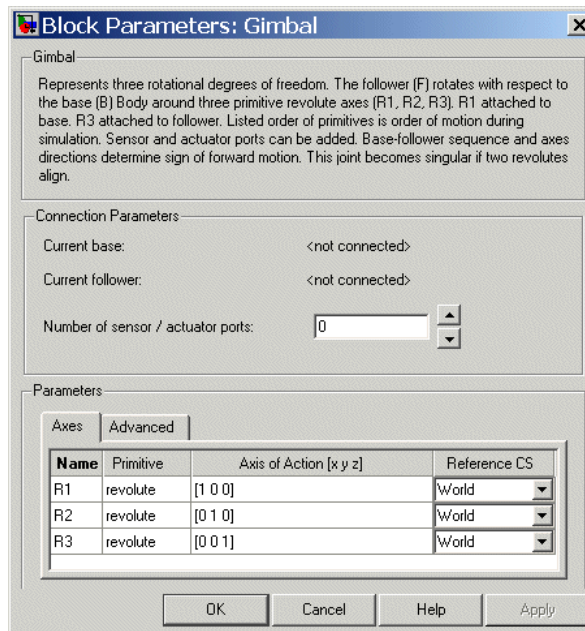 Block Parameters: Gimbal
Gimbal
Represents three rotational degrees of freedom. The follower (F) rotates with respect to
the base (B) Body around three primitive revolute axes (R1, R2, R3). R1 attached to
base. R3 attached to follower. Listed order of primitives is order of motion during
simulation. Sensor and actuator ports can be added. Base-follower sequence and axes
directions determine sign of forward motion. This joint becomes singular if two revolutes
align.
Connection Parameters
Current base: <not connected>
Current follower: <not connected>
Number of sensor / actuator ports: 0
Parameters
Axes Advanced
Name Primitive Axis of Action [x y z] Reference CS
R1 revolute [1 0 0] World
R2 revolute [0 1 0] World
R3 revolute [0 0 1] World
OK Cancel Help Apply